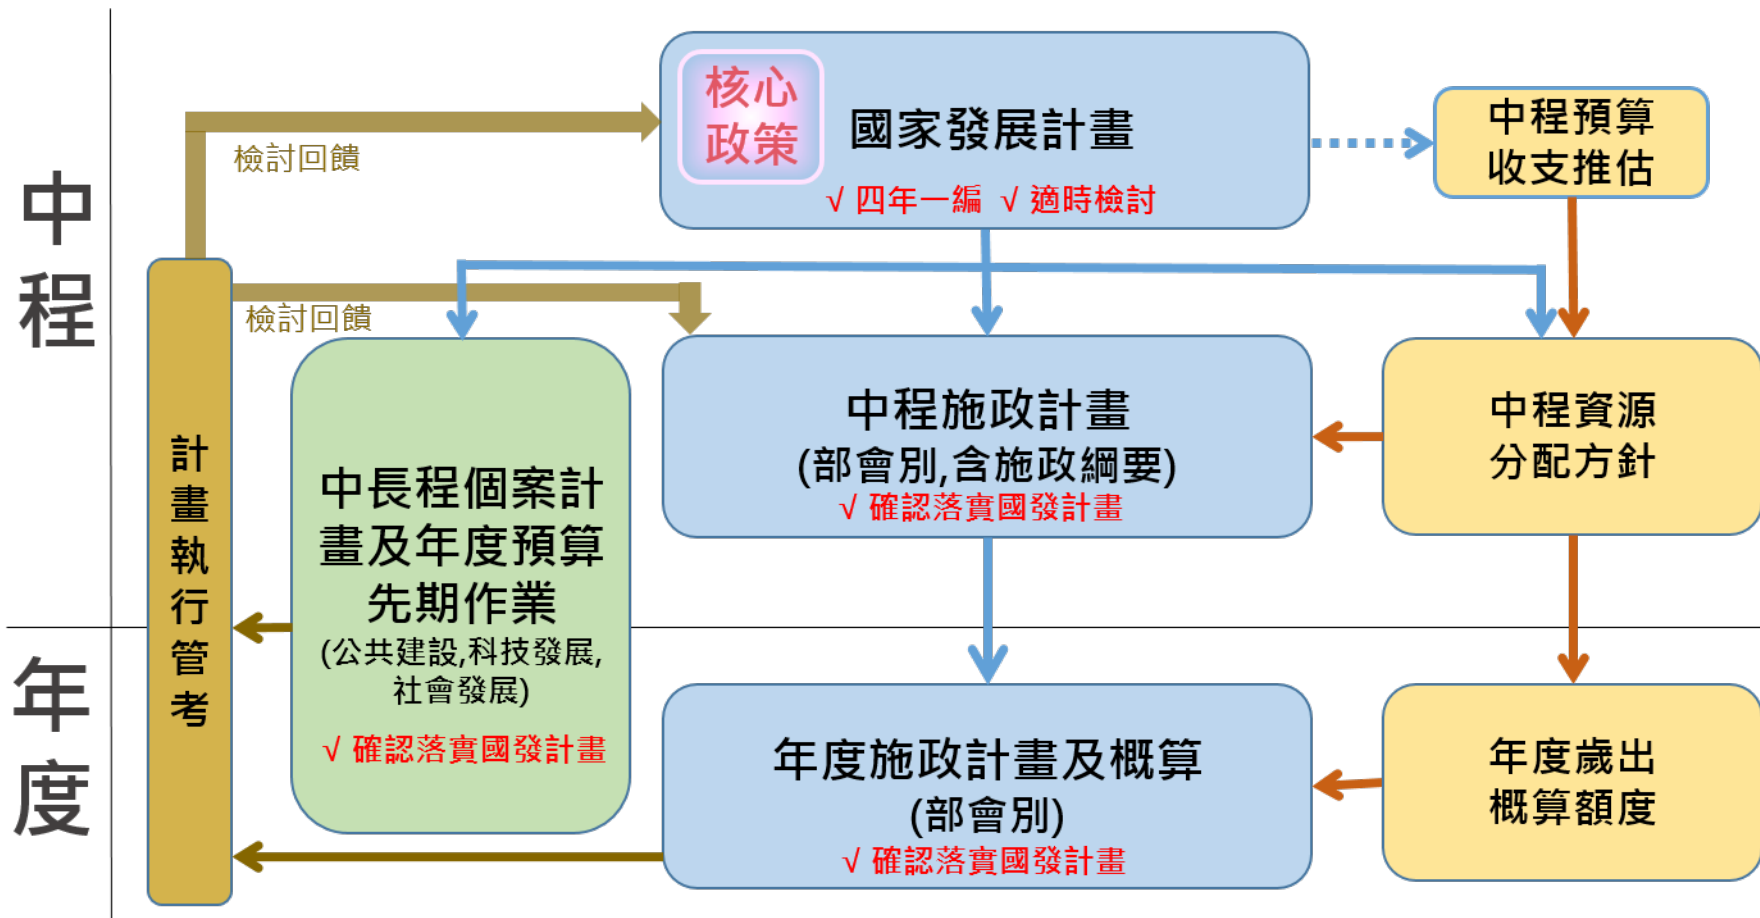 中程
核心
政策
國家發展計畫
√ 四年一編 √ 適時檢討
中程預算
收支推估
檢討回饋
檢討回饋
計畫執行管考
中長程個案計
畫及年度預算
先期作業
(公共建設,科技發展,
社會發展)
√ 確認落實國發計畫
中程施政計畫
(部會別,含施政綱要)
√ 確認落實國發計畫
中程資源
分配方針
年度
年度施政計畫及概算
(部會別)
√ 確認落實國發計畫
年度歲出
概算額度